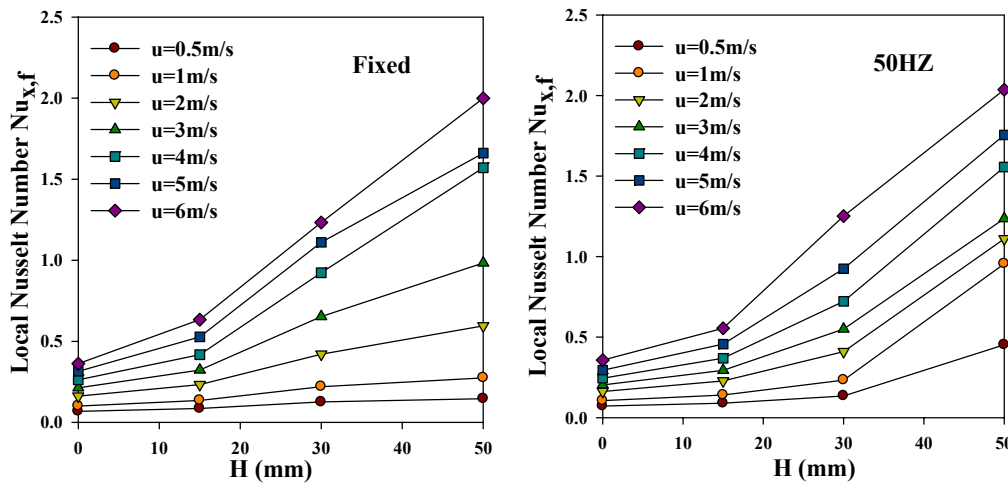 2.5
2.0
1.5
1.0
0.5
0.0
Local Nusselt Number Nu_x,f
u=0.5m/s
u=1m/s
u=2m/s
u=3m/s
u=4m/s
u=5m/s
u=6m/s
Fixed
0 10 20 30 40 50
H (mm)
2.5
2.0
1.5
1.0
0.5
0.0
Local Nusselt Number Nu_x,f
u=0.5m/s
u=1m/s
u=2m/s
u=3m/s
u=4m/s
u=5m/s
u=6m/s
50HZ
0 10 20 30 40 50
H (mm)